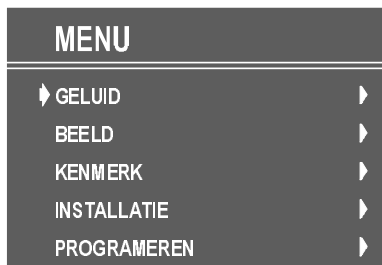 MENU
GELUID
BEELD
KENMERK
INSTALLATIE
PROGRAMEREN